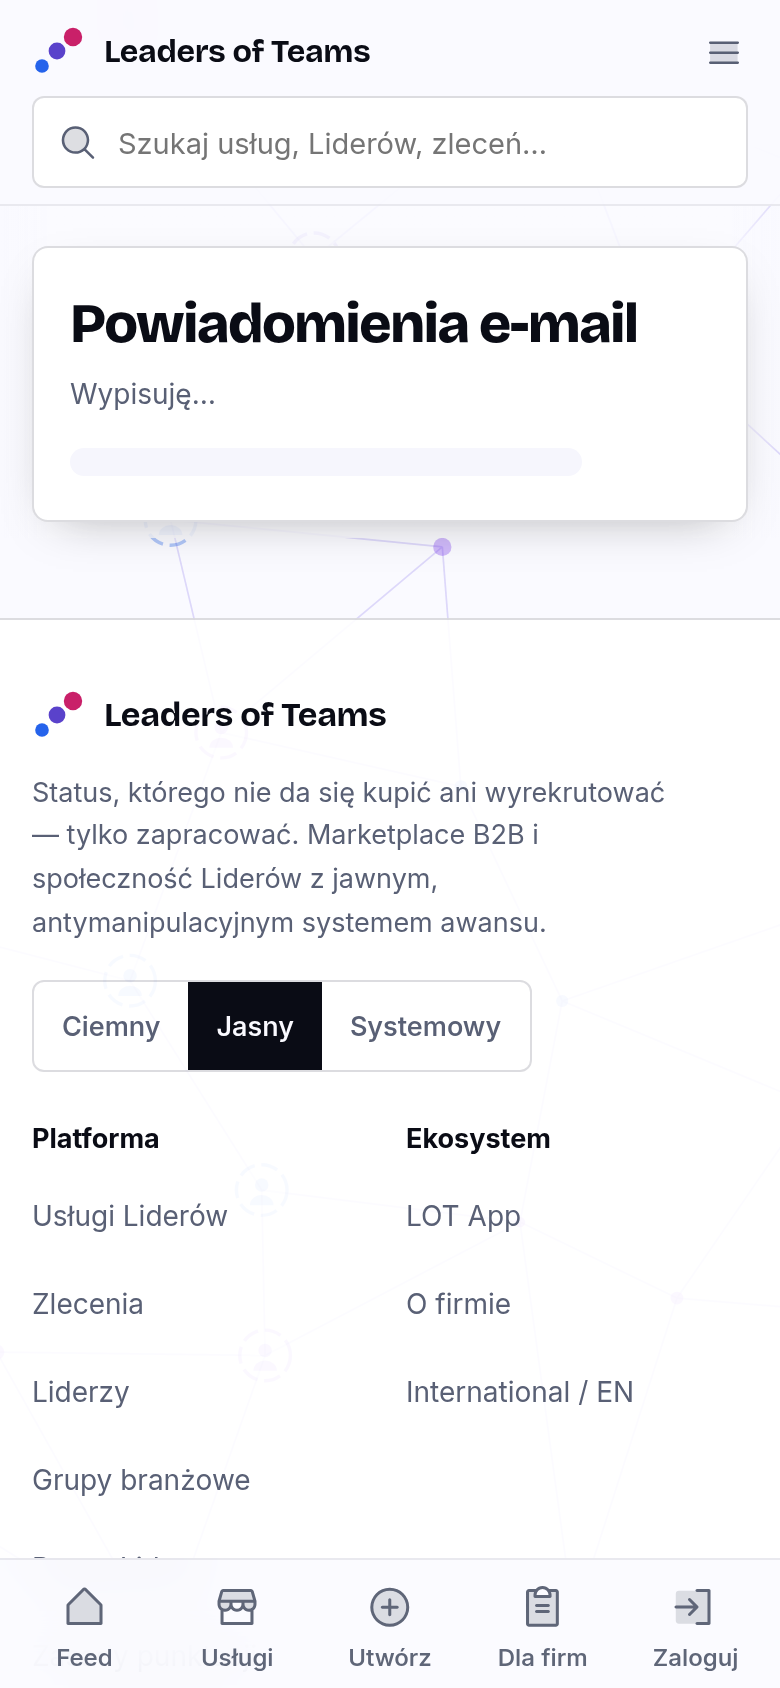 Leaders of Teams
Szukaj usług, Liderów, zleceń...
Powiadomienia e-mail
Wypisuję...
Leaders of Teams
Status, którego nie da się kupić ani wyrekrutować
— tylko zapracować. Marketplace B2B i
społeczność Liderów z jawnym,
antymanipulacyjnym systemem awansu.
Ciemny Jasny Systemowy
Platforma Ekosystem
Usługi Liderów LOT App
Zlecenia O firmie
Liderzy International / EN
Grupy branżowe
Feed Usługi Utwórz Dla firm Zaloguj